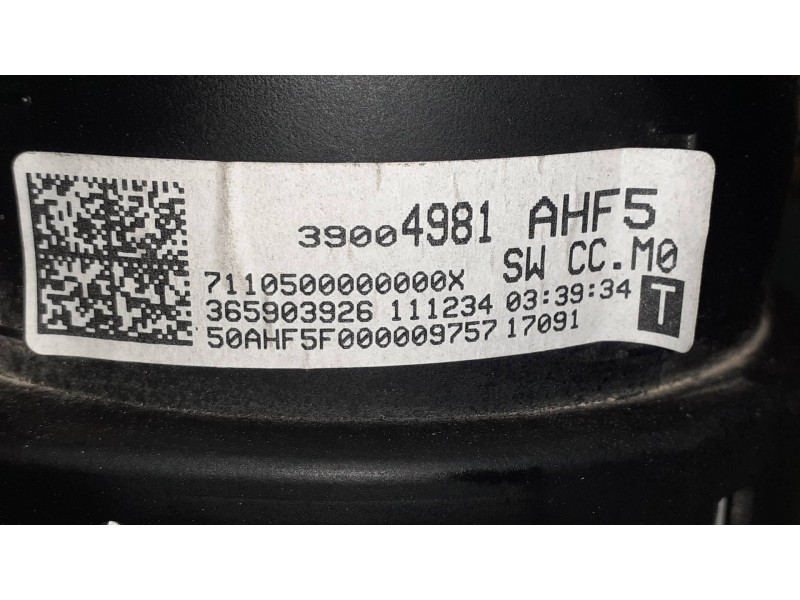 39004981 AHF5
7110500000000X SW CC.M0
365903926 111234 03:39:34
50AHF5F000009757 17091 T